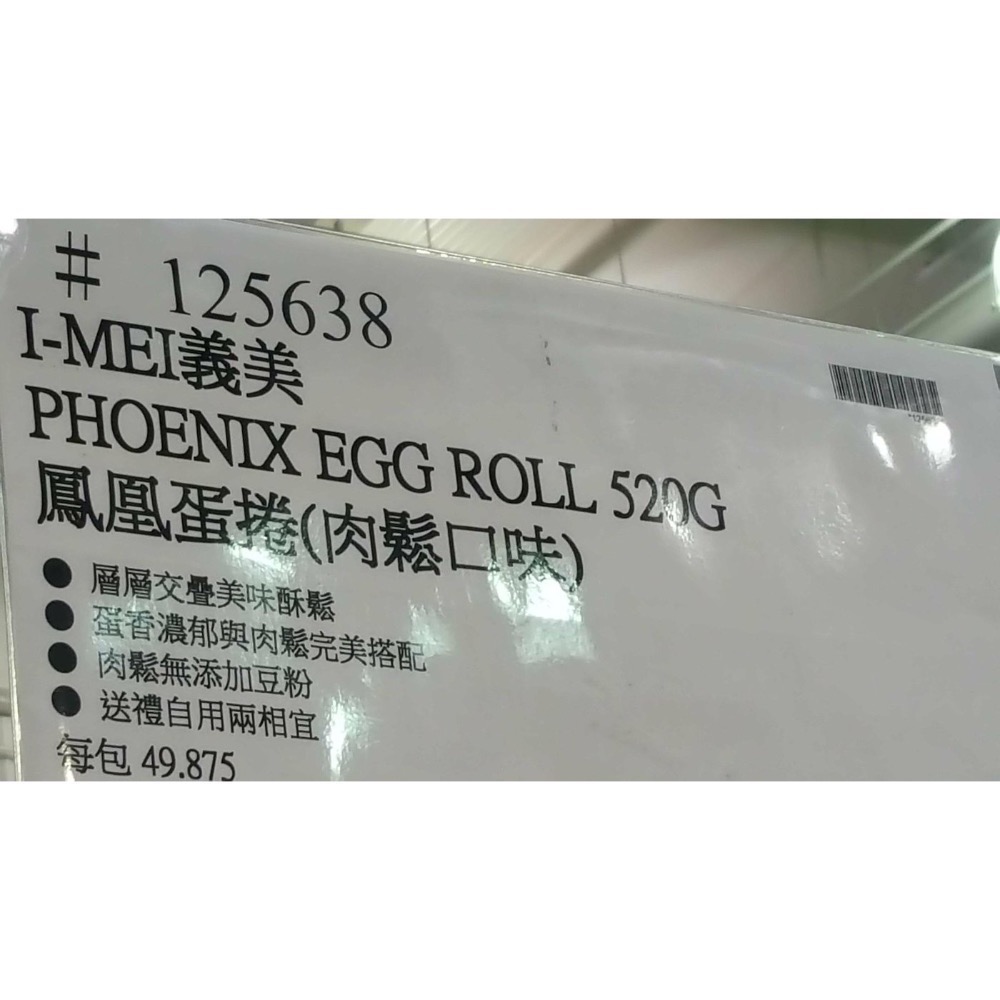 # 125638
I-MEI義美
PHOENIX EGG ROLL 520G
鳳凰蛋捲(肉鬆口味)
● 層層交疊美味酥鬆
● 蛋香濃郁與肉鬆完美搭配
● 肉鬆無添加豆粉
● 送禮自用兩相宜
每包 49.875